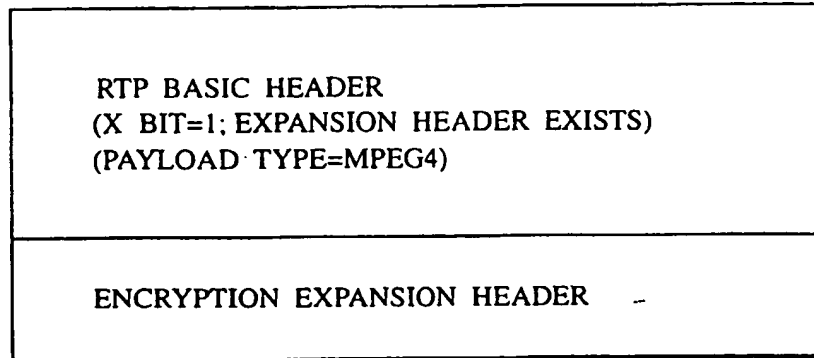 RTP BASIC HEADER
(X BIT=1; EXPANSION HEADER EXISTS)
(PAYLOAD TYPE=MPEG4)
ENCRYPTION EXPANSION HEADER